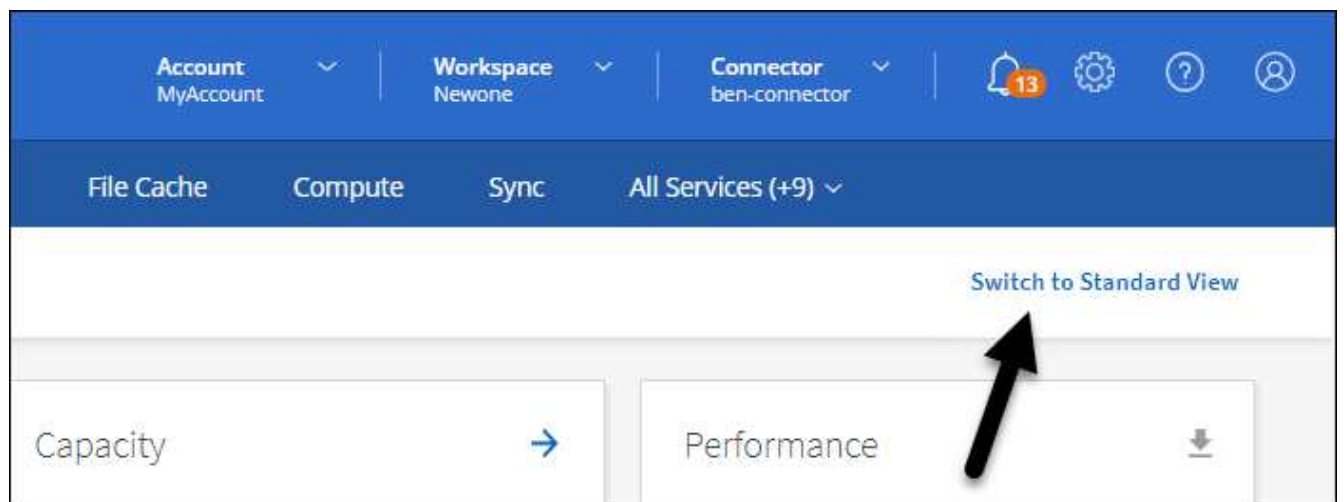 Account Workspace Connector
MyAccount Newone ben-connector
13
File Cache Compute Sync All Services (+9)
Switch to Standard View
Capacity Performance